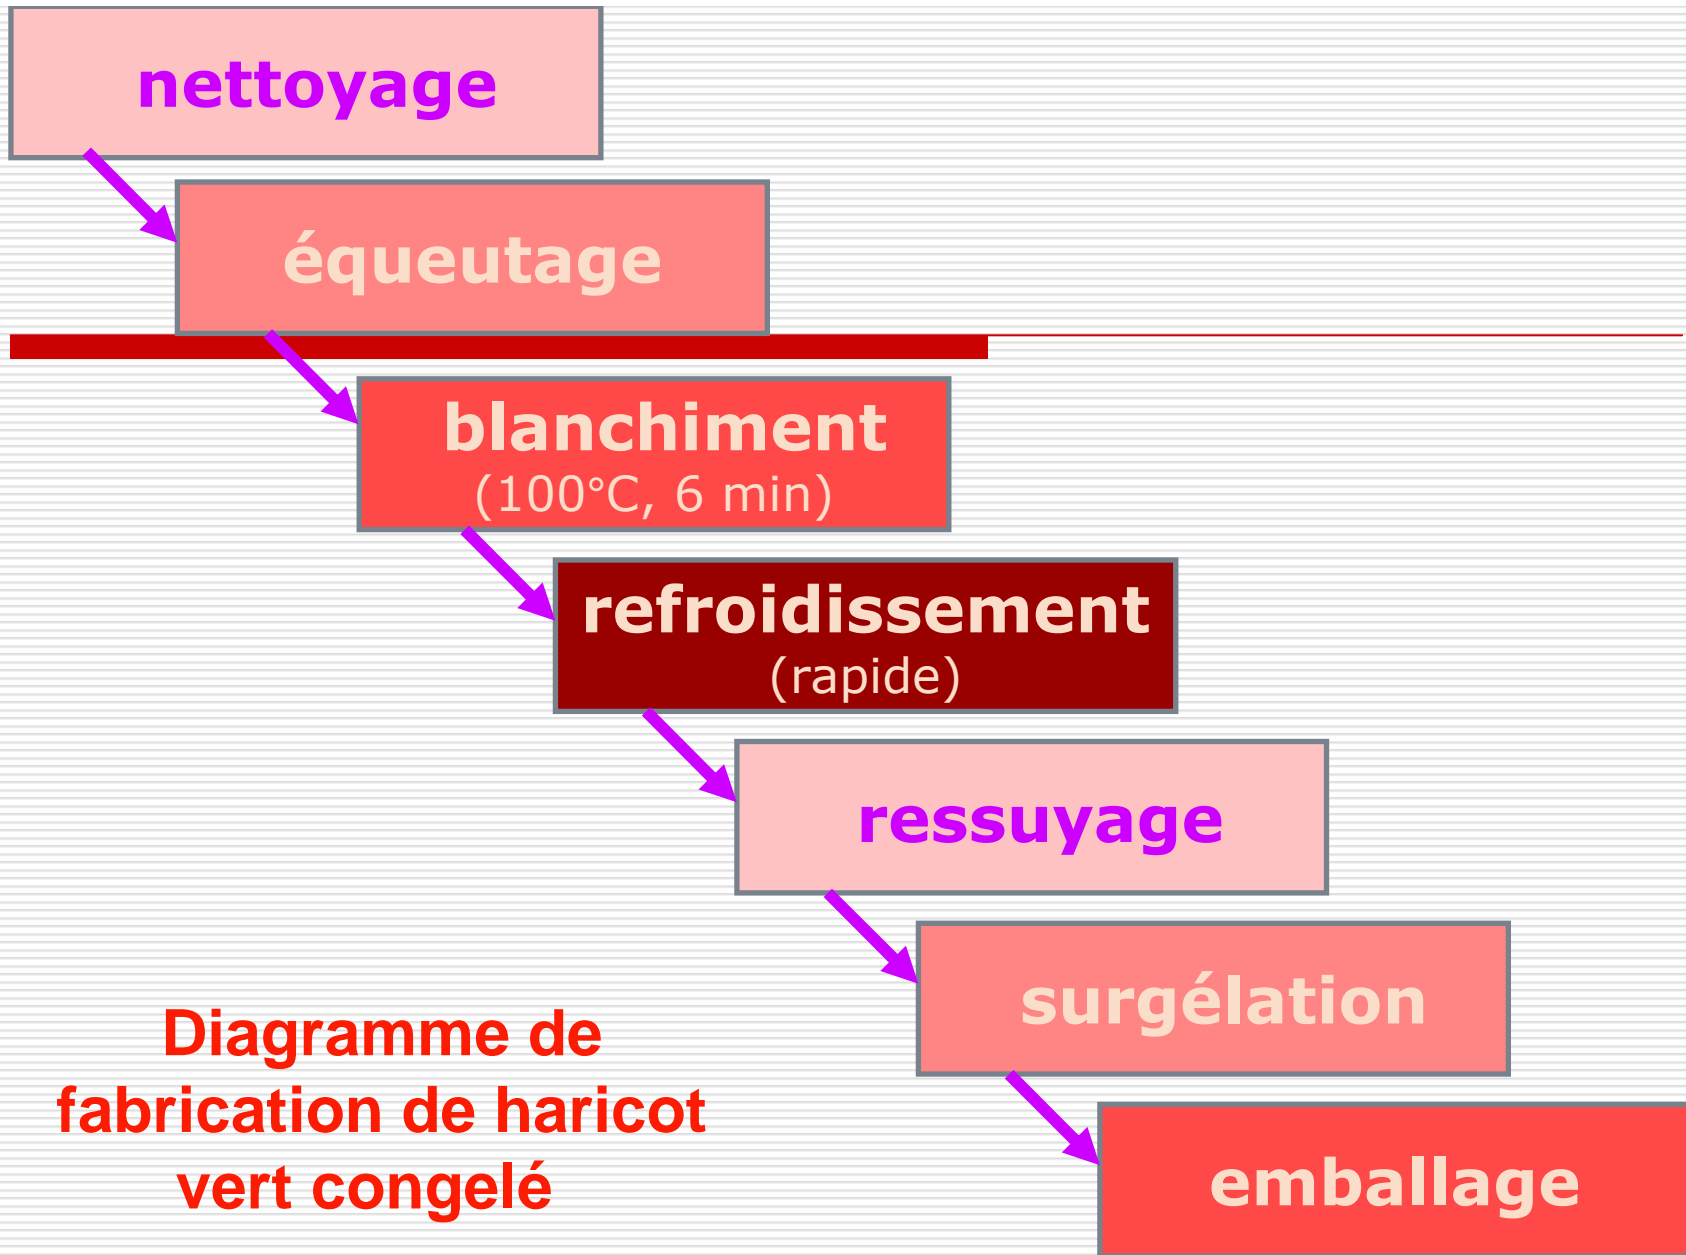 nettoyage
équeutage
blanchiment
(100°C, 6 min)
refroidissement
(rapide)
ressuyage
surgélation
emballage
Diagramme de
fabrication de haricot
vert congelé